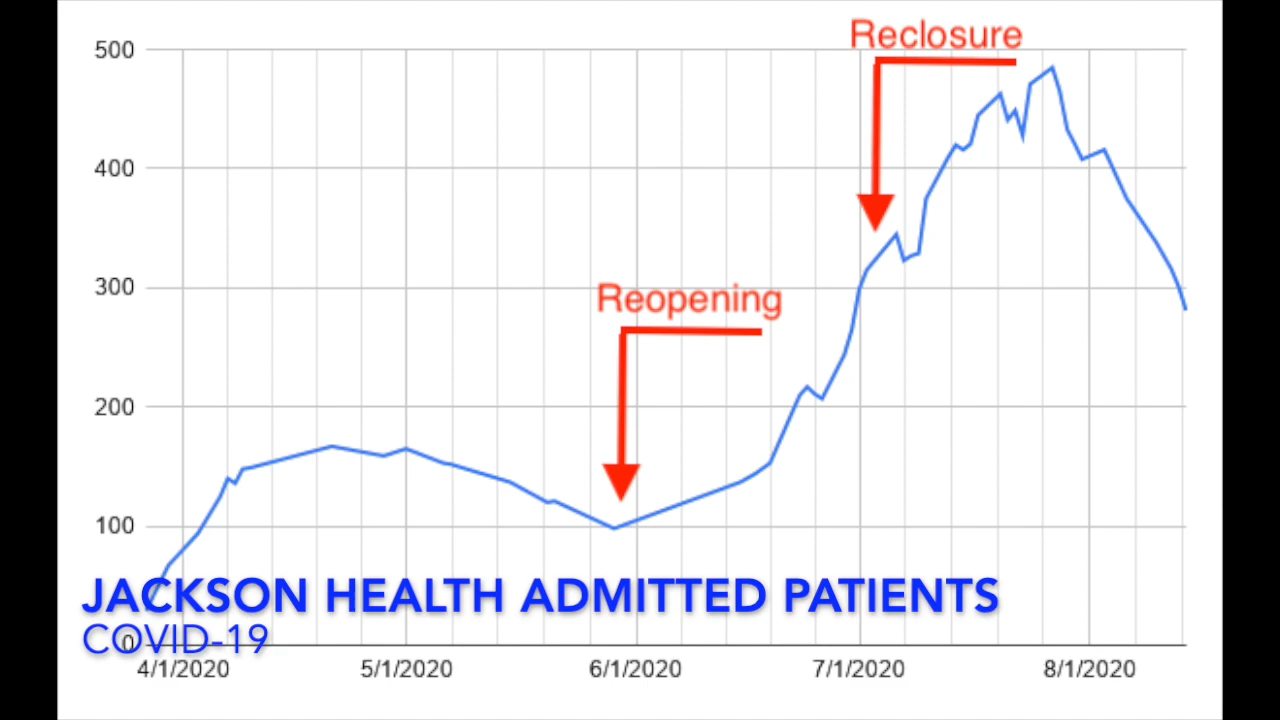 Reclosure
500
400
Reopening
300
200
100
JACKSON HEALTH ADMITTED PATIENTS
COVID-19
0
4/1/2020 5/1/2020 6/1/2020 7/1/2020 8/1/2020